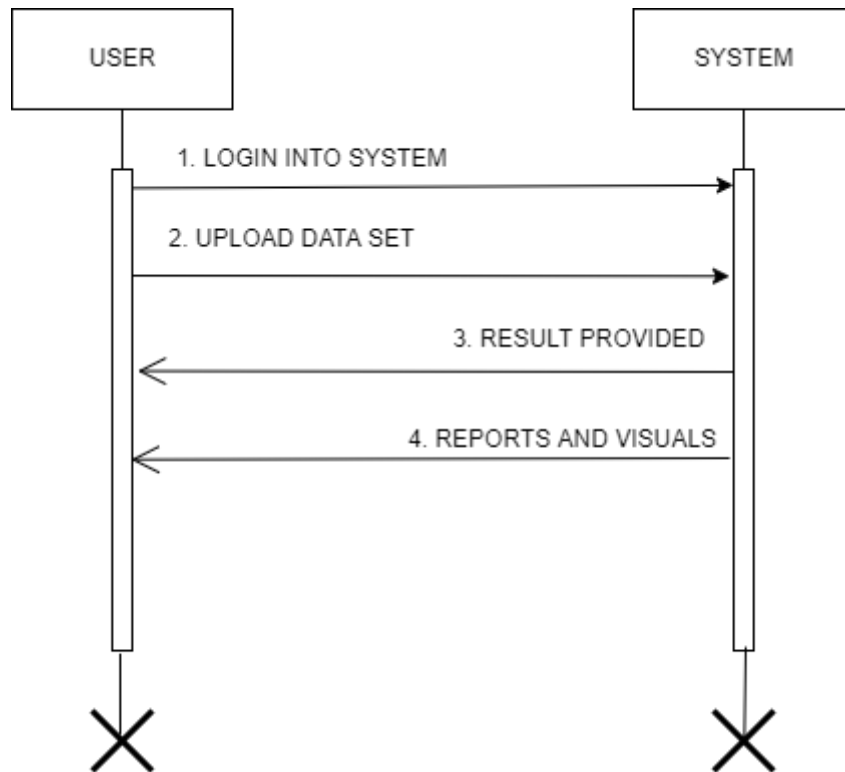 USER
SYSTEM
1. LOGIN INTO SYSTEM
2. UPLOAD DATA SET
3. RESULT PROVIDED
4. REPORTS AND VISUALS